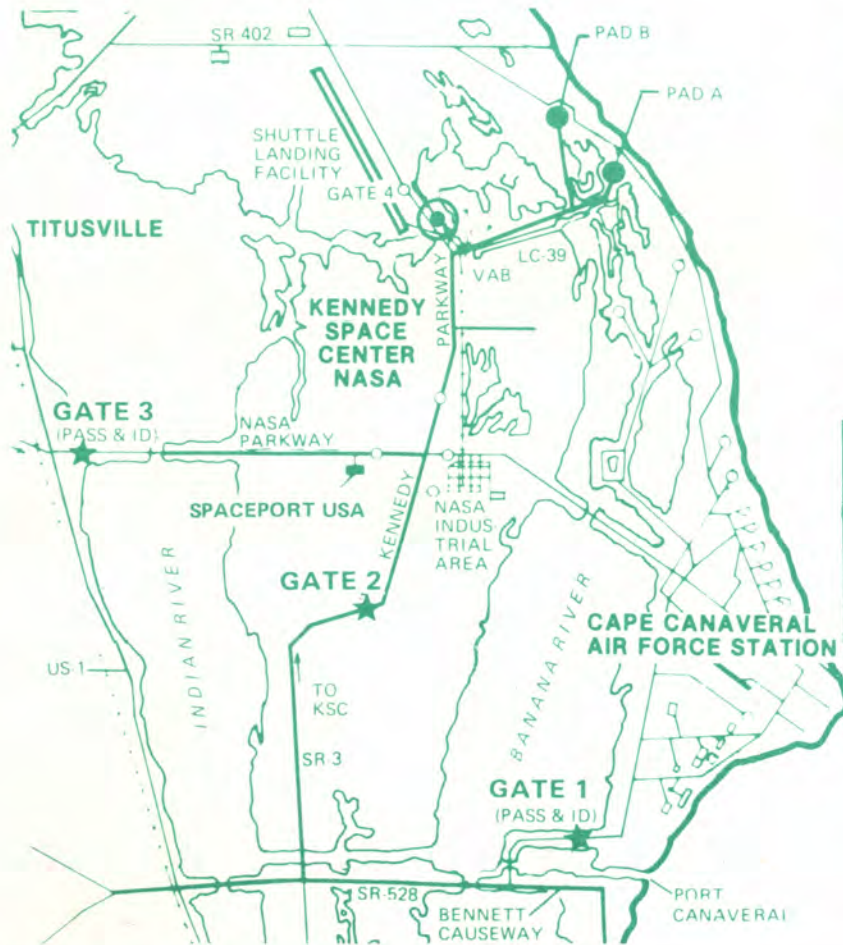 SR-402
PAD B
PAD A
SHUTTLE
LANDING
FACILITY
GATE 4
TITUSVILLE
VAB
LC-39
PARKWAY
KENNEDY
SPACE
CENTER
NASA
GATE 3
(PASS & ID)
NASA
PARKWAY
SPACEPORT USA
KENNEDY
NASA
INDUS-
TRIAL
AREA
GATE 2
INDIAN RIVER
BANANA RIVER
CAPE CANAVERAL
AIR FORCE STATION
US-1
TO
KSC
SR-3
GATE 1
(PASS & ID)
SR-528
BENNETT
CAUSEWAY
PORT
CANAVERAL